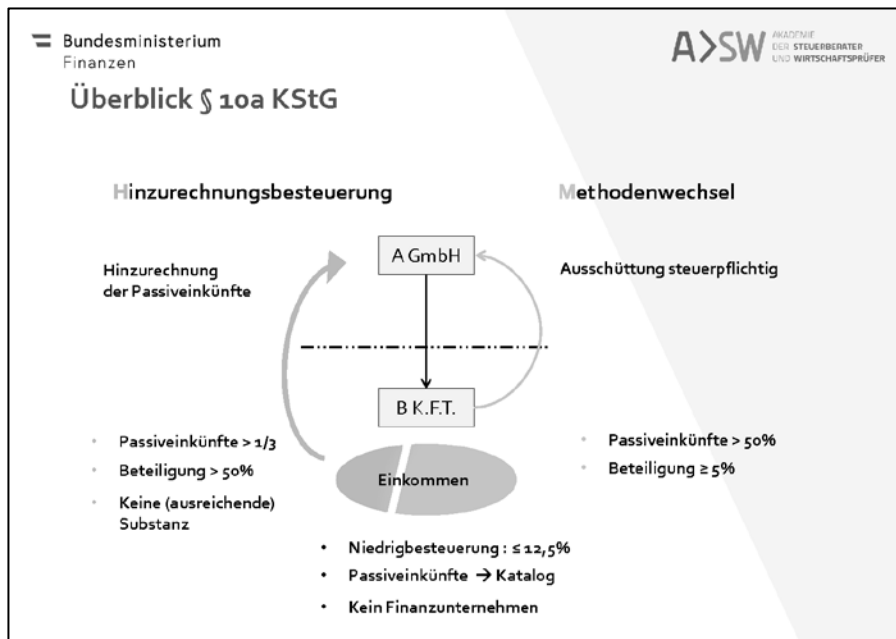 Bundesministerium
Finanzen
A>SW
AKADEMIE
DER STEUERBERATER
UND WIRTSCHAFTSPRÜFER
Überblick § 10a KStG
Hinzurechnungsbesteuerung
Methodenwechsel
A GmbH
Hinzurechnung
der Passiveinkünfte
Ausschüttung steuerpflichtig
B K.F.T.
• Passiveinkünfte > 1/3
• Beteiligung > 50%
• Keine (ausreichende)
Substanz
Einkommen
• Passiveinkünfte > 50%
• Beteiligung ≥ 5%
• Niedrigbesteuerung : ≤ 12,5%
• Passiveinkünfte → Katalog
• Kein Finanzunternehmen